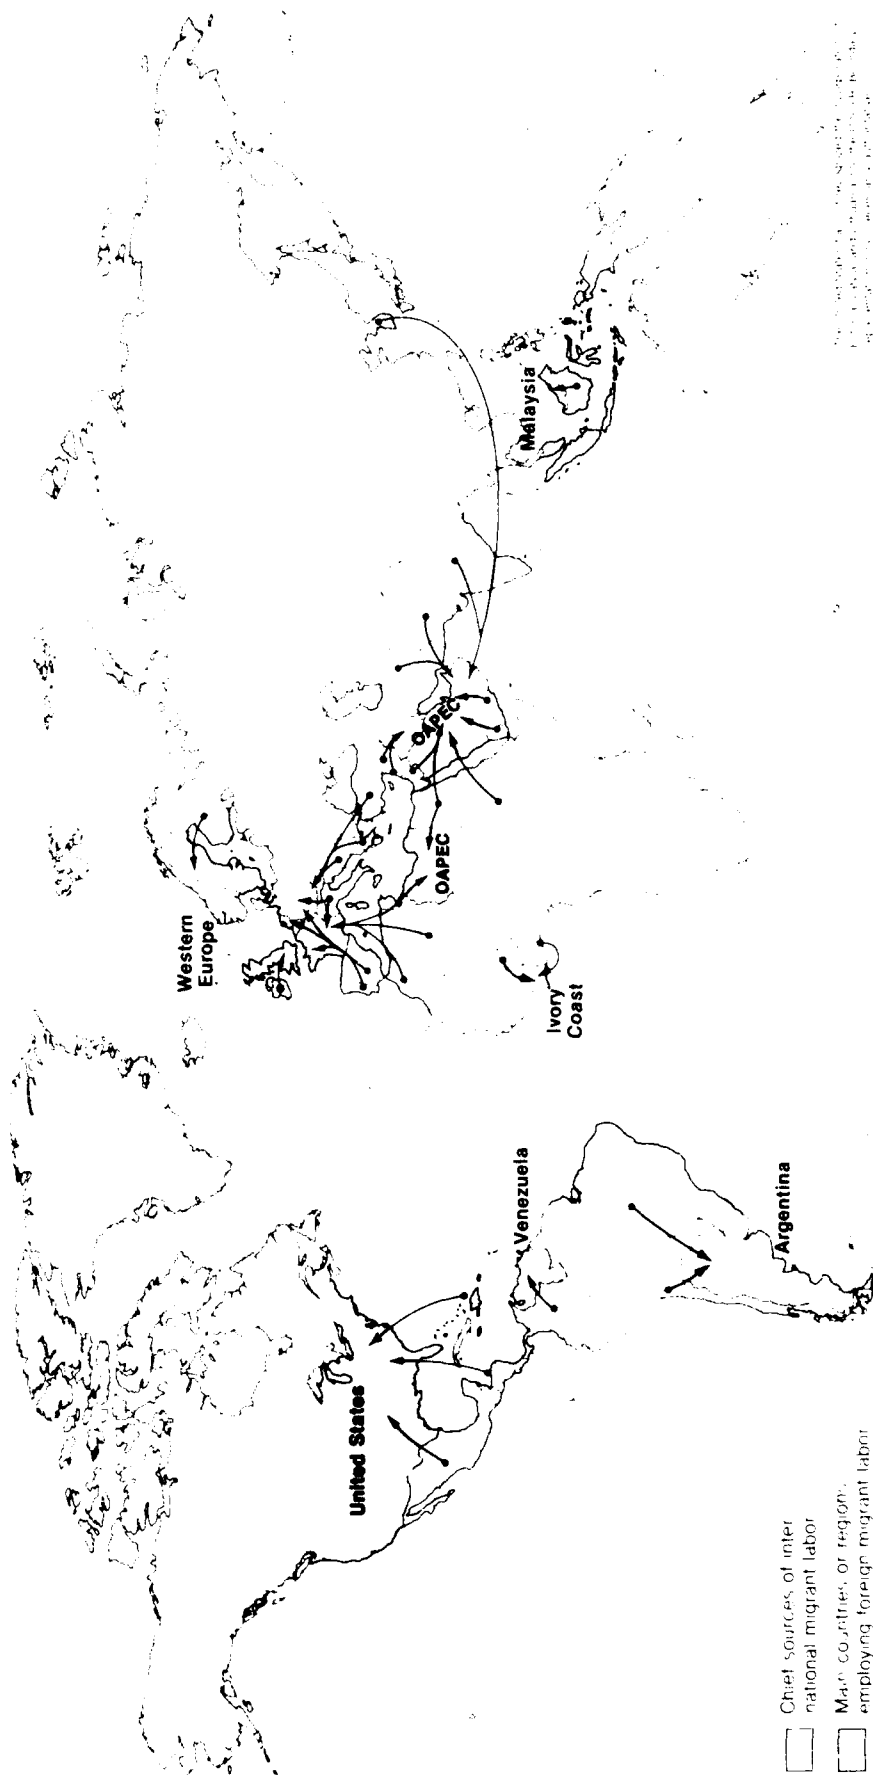 Western
Europe
United States
OAPEC
OAPEC
Malaysia
Ivory
Coast
Venezuela
Argentina
Chief sources of inter
national migrant labor
Main countries or regions
employing foreign migrant labor